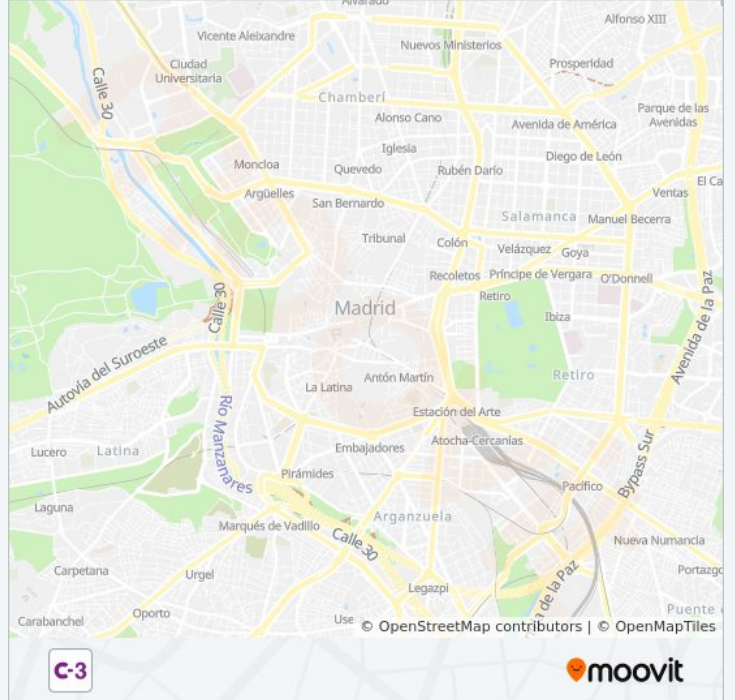 Alvarado
Alfonso XIII
Vicente Aleixandre
Nuevos Ministerios
Ciudad
Universitaria
Prosperidad
Calle 30
Chamberí
Parque de las
Avenidas
Alonso Cano
Avenida de América
Iglesia
Diego de León
Moncloa
Quevedo
Rubén Darío
El Ca
Argüelles
Ventas
San Bernardo
Salamanca
Manuel Becerra
Tribunal
Colón
Velázquez
Goya
Recoletos
Príncipe de Vergara
O'Donnell
Retiro
Calle 30
Madrid
Ibiza
Avenida de la Paz
Autovía del Suroeste
Retiro
Antón Martín
La Latina
Estación del Arte
Río Manzanares
Atocha-Cercanías
Lucero
Latina
Embajadores
Bypass Sur
Pirámides
Pacífico
Laguna
Arganzuela
Marqués de Vadillo
Calle 30
Nueva Numancia
Carpetana
Urgel
Portazgo
Legazpi
a de la Paz
Oporto
Puente
Carabanchel
Use
© OpenStreetMap contributors | © OpenMapTiles
C-3
moovit